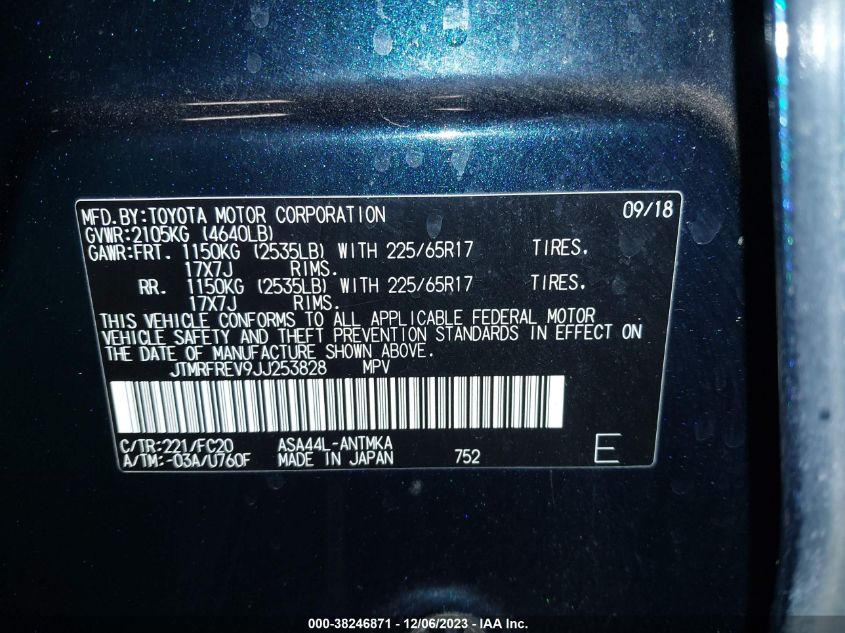 MFD.BY:TOYOTA MOTOR CORPORATION 09/18
GVWR:2105KG (4640LB)
GAWR:FRT. 1150KG (2535LB) WITH 225/65R17 TIRES.
17X7J RIMS.
RR. 1150KG (2535LB) WITH 225/65R17 TIRES.
17X7J RIMS.
THIS VEHICLE CONFORMS TO ALL APPLICABLE FEDERAL MOTOR
VEHICLE SAFETY AND THEFT PREVENTION STANDARDS IN EFFECT ON
THE DATE OF MANUFACTURE SHOWN ABOVE.
JTMRFREV9JJ253828 MPV
C/TR:221/FC20 ASA44L-ANTMKA
A/TM:-03A/U760F MADE IN JAPAN 752 E
000-38246871 - 12/06/2023 - IAA Inc.